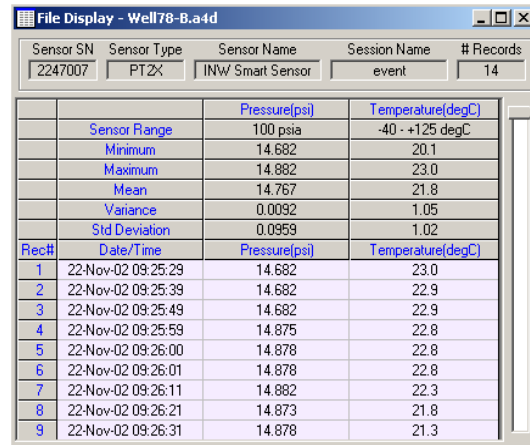 File Display - Well78-B.a4d
Sensor SN Sensor Type Sensor Name Session Name # Records
2247007 PT2X INW Smart Sensor event 14
Pressure(psi) Temperature(degC)
Sensor Range 100 psia -40 - +125 degC
Minimum 14.682 20.1
Maximum 14.882 23.0
Mean 14.767 21.8
Variance 0.0092 1.05
Std Deviation 0.0959 1.02
Rec# Date/Time Pressure(psi) Temperature(degC)
1 22-Nov-02 09:25:29 14.682 23.0
2 22-Nov-02 09:25:39 14.682 22.9
3 22-Nov-02 09:25:49 14.682 22.9
4 22-Nov-02 09:25:59 14.875 22.8
5 22-Nov-02 09:26:00 14.878 22.8
6 22-Nov-02 09:26:01 14.878 22.8
7 22-Nov-02 09:26:11 14.882 22.3
8 22-Nov-02 09:26:21 14.873 21.8
9 22-Nov-02 09:26:31 14.878 21.3